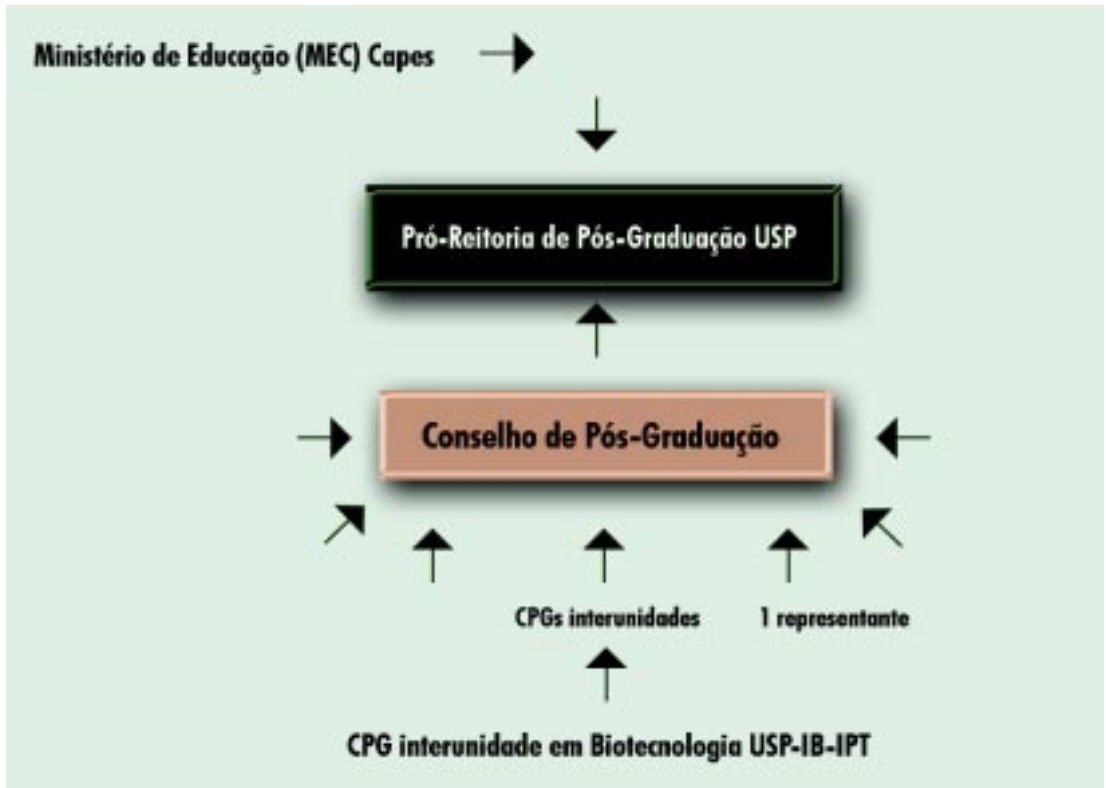 Ministério de Educação (MEC) Capes
Pró-Reitoria de Pós-Graduação USP
Conselho de Pós-Graduação
CPGs interunidades
1 representante
CPG interunidade em Biotecnologia USP-IB-IPT